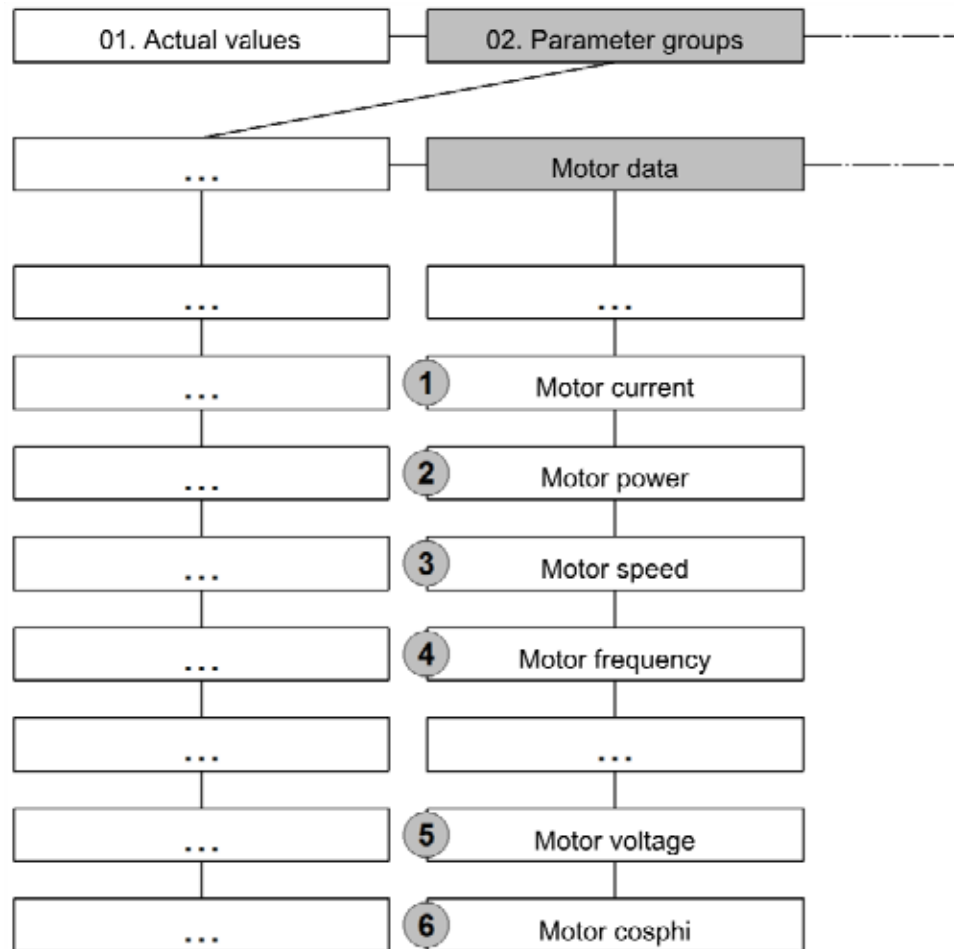 01. Actual values
02. Parameter groups
...
Motor data
...
...
...
1
Motor current
...
2
Motor power
...
3
Motor speed
...
4
Motor frequency
...
...
...
5
Motor voltage
...
6
Motor cosphi